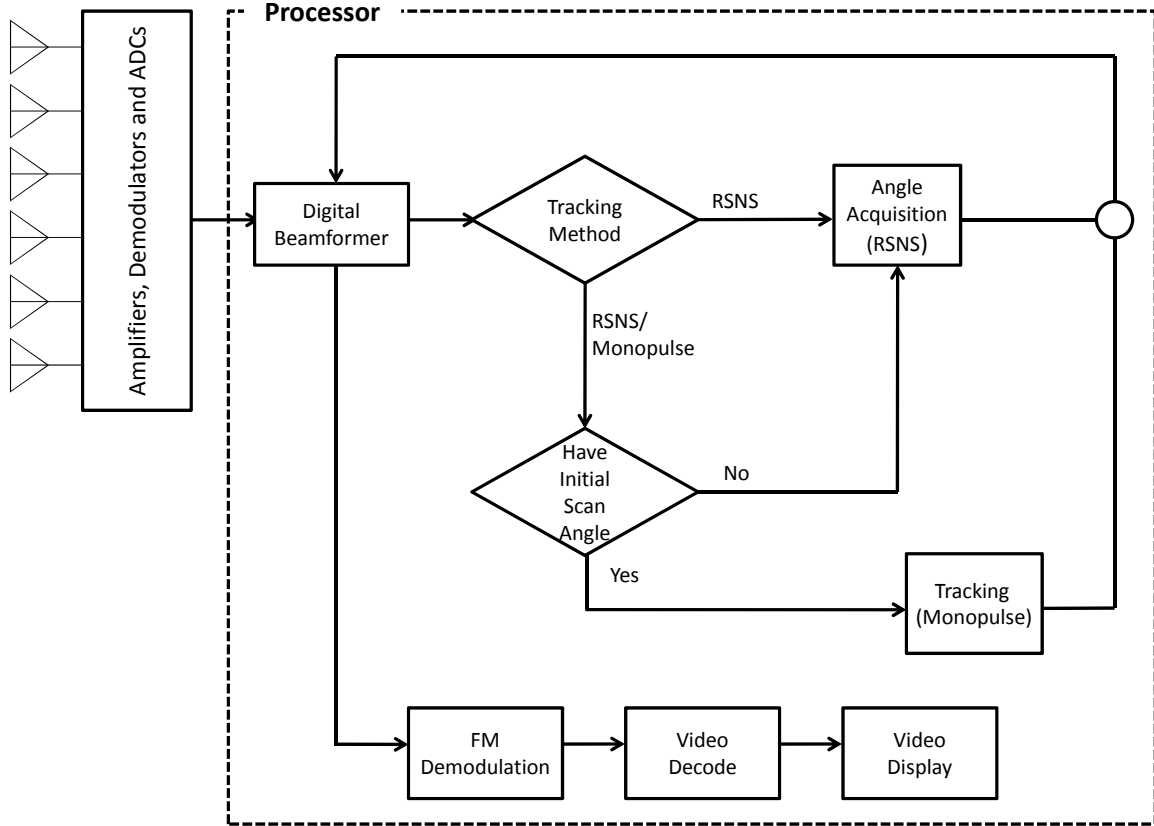 Processor
Amplifiers, Demodulators and ADCs
Digital
Beamformer
Tracking
Method
RSNS
Angle
Acquisition
(RSNS)
RSNS/
Monopulse
Have
Initial
Scan
Angle
No
Yes
Tracking
(Monopulse)
FM
Demodulation
Video
Decode
Video
Display